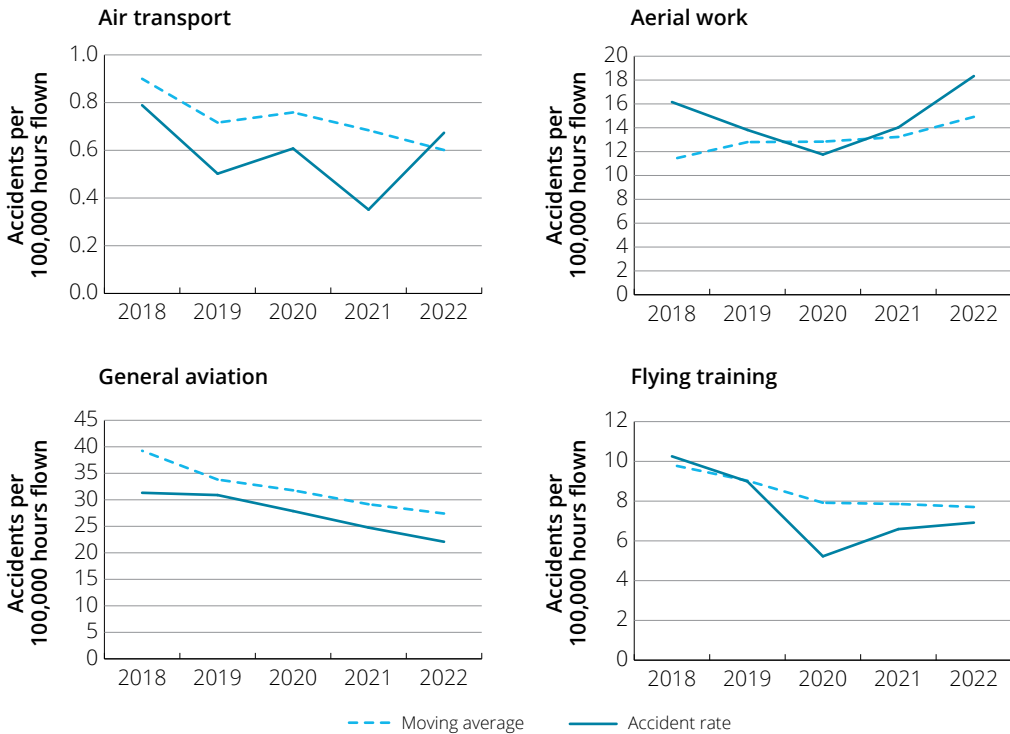 Air transport
Accidents per
100,000 hours flown
1.0
0.8
0.6
0.4
0.2
0.0
2018 2019 2020 2021 2022
Aerial work
Accidents per
100,000 hours flown
20
18
16
14
12
10
8
6
4
2
0
2018 2019 2020 2021 2022
General aviation
Accidents per
100,000 hours flown
45
40
35
30
25
20
15
10
5
0
2018 2019 2020 2021 2022
Flying training
Accidents per
100,000 hours flown
12
10
8
6
4
2
0
2018 2019 2020 2021 2022
Moving average Accident rate